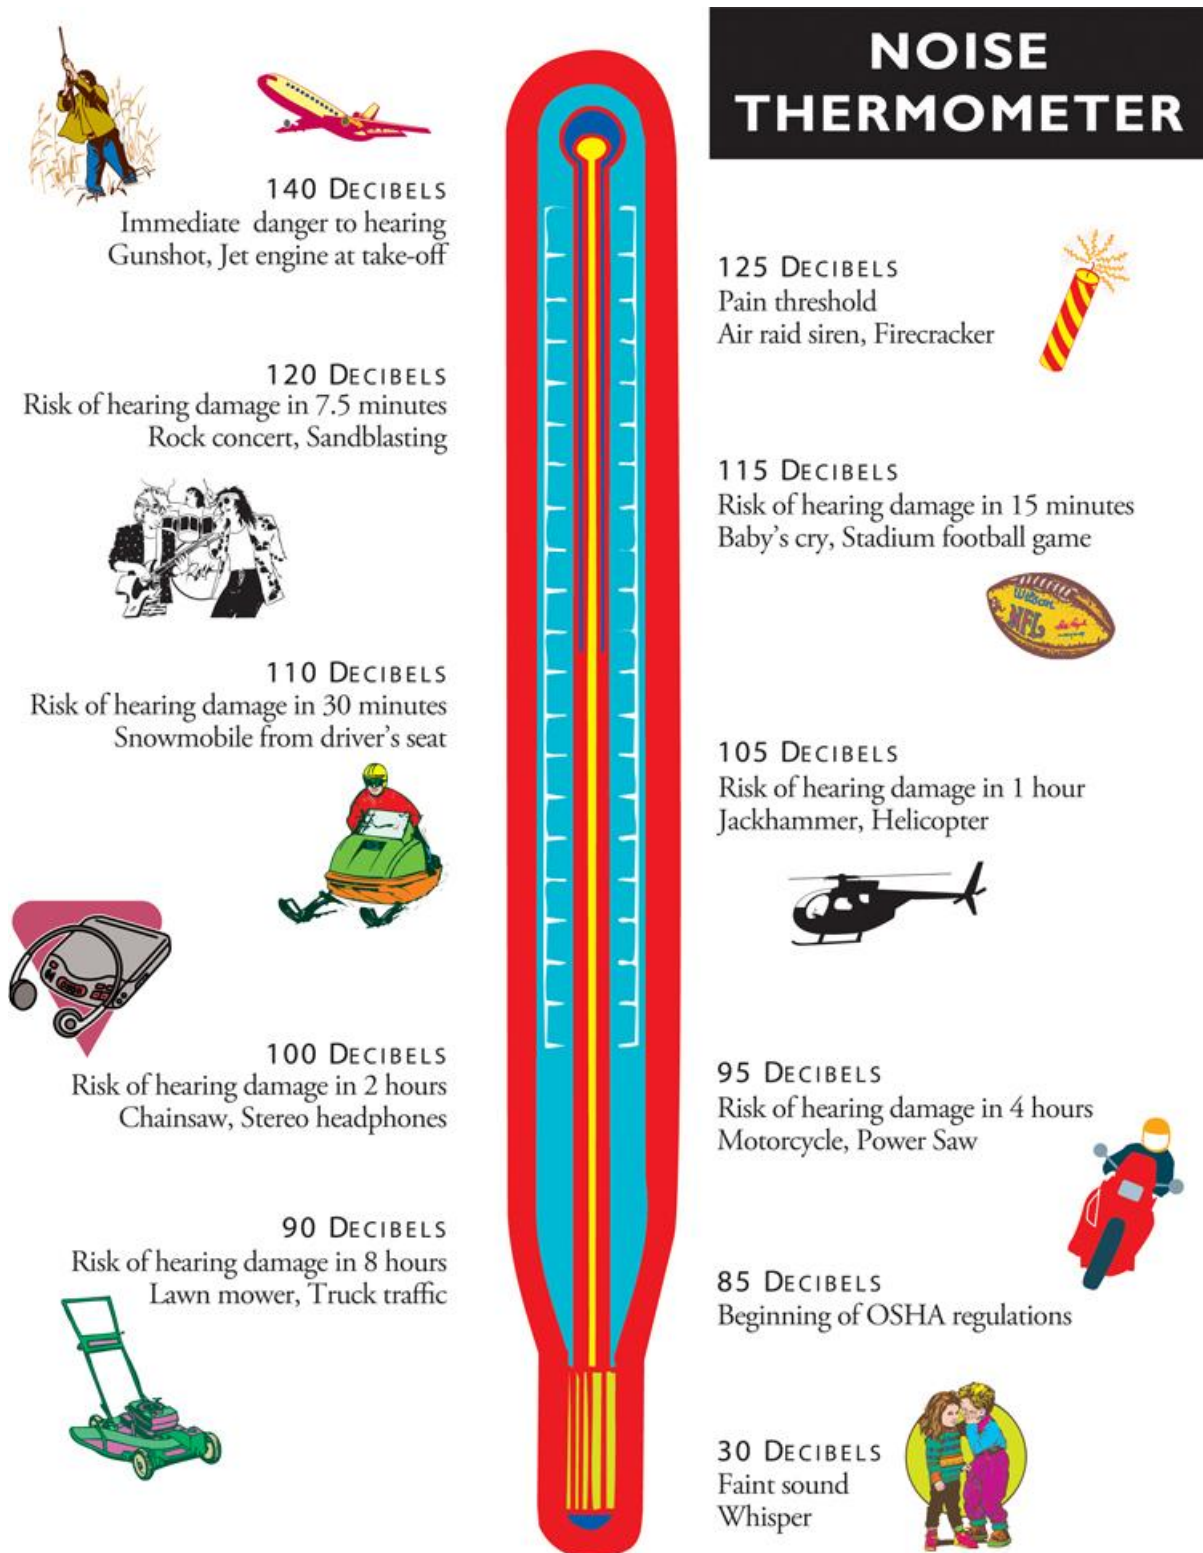 NOISE
THERMOMETER
140 DECIBELS
Immediate danger to hearing
Gunshot, Jet engine at take-off
125 DECIBELS
Pain threshold
Air raid siren, Firecracker
120 DECIBELS
Risk of hearing damage in 7.5 minutes
Rock concert, Sandblasting
115 DECIBELS
Risk of hearing damage in 15 minutes
Baby's cry, Stadium football game
Wilson
NFL
110 DECIBELS
Risk of hearing damage in 30 minutes
Snowmobile from driver's seat
105 DECIBELS
Risk of hearing damage in 1 hour
Jackhammer, Helicopter
100 DECIBELS
Risk of hearing damage in 2 hours
Chainsaw, Stereo headphones
95 DECIBELS
Risk of hearing damage in 4 hours
Motorcycle, Power Saw
90 DECIBELS
Risk of hearing damage in 8 hours
Lawn mower, Truck traffic
85 DECIBELS
Beginning of OSHA regulations
30 DECIBELS
Faint sound
Whisper